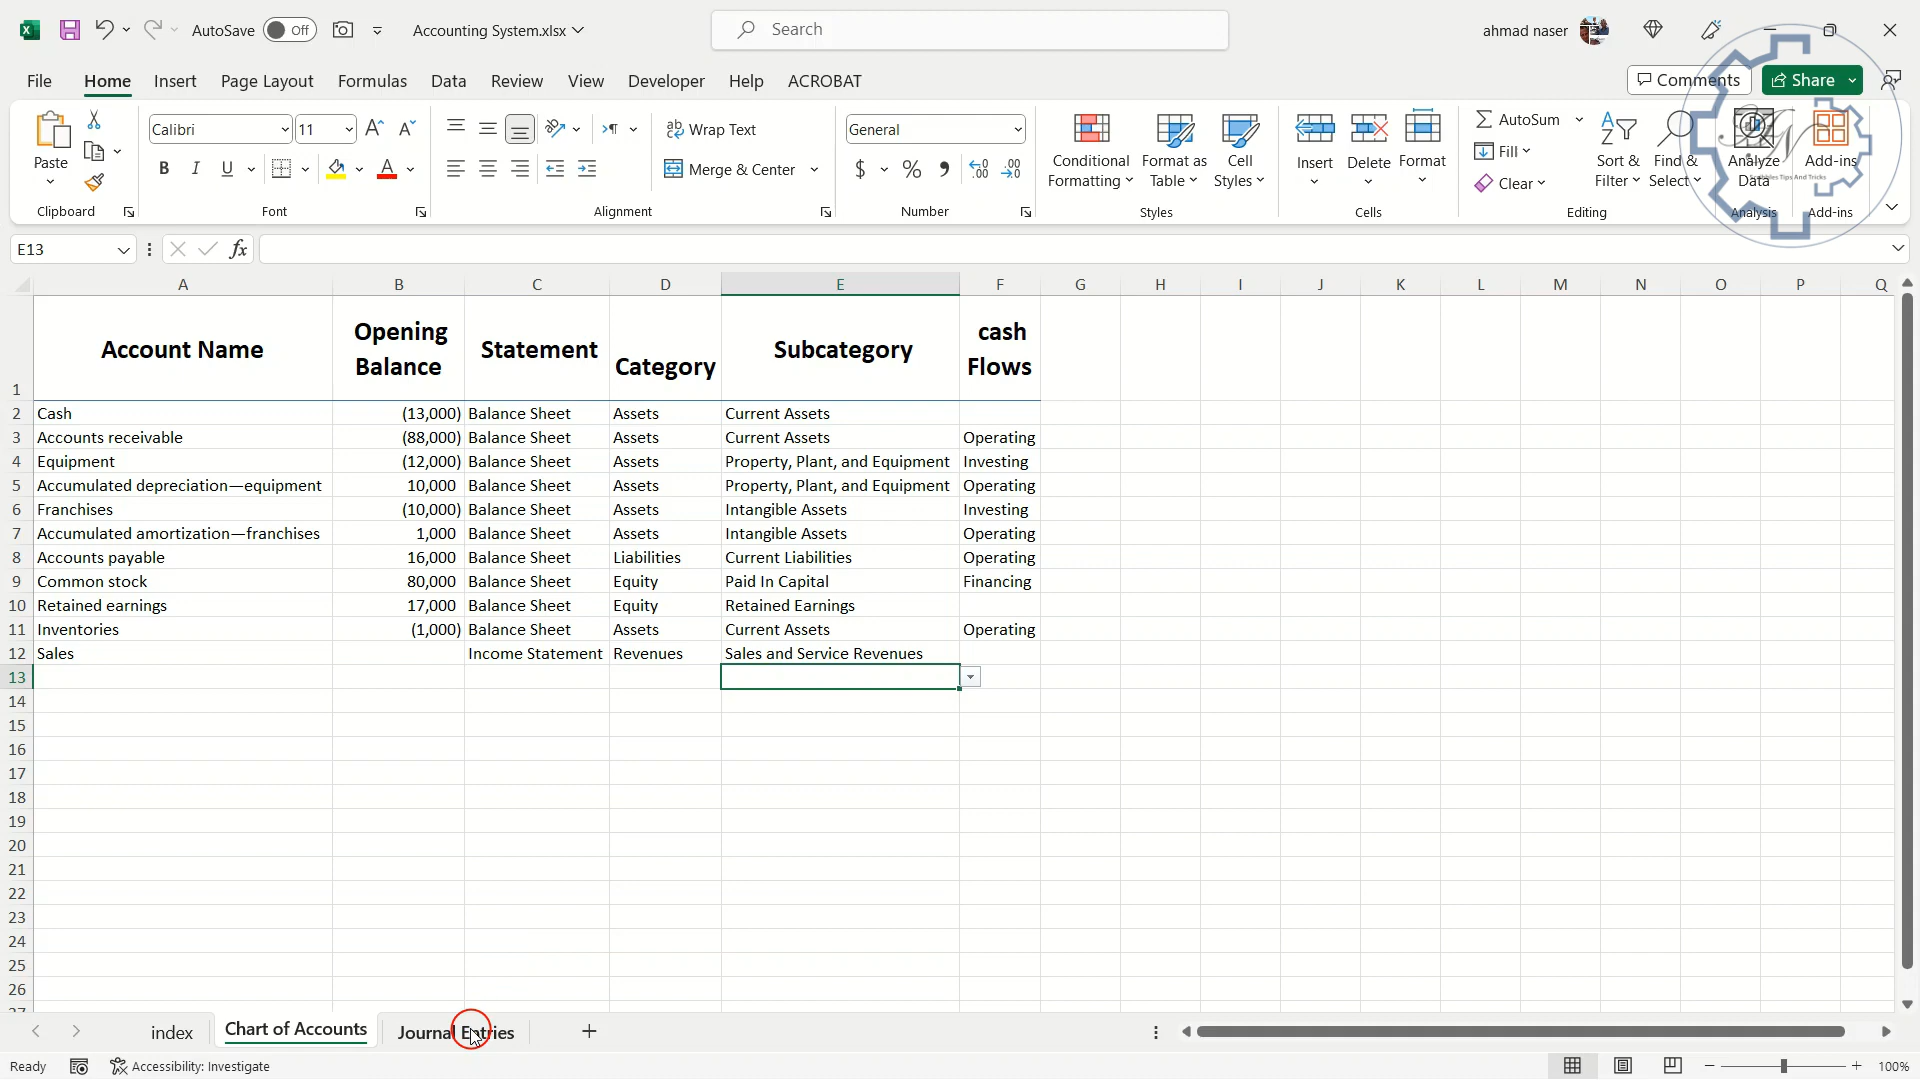 AutoSave Off Accounting System.xlsx Search ahmad naser
File Home Insert Page Layout Formulas Data Review View Developer Help ACROBAT Comments Share
Paste Calibri 11 Wrap Text General Conditional Formatting Format as Table Cell Styles Insert Delete Format AutoSum Sort & Filter Find & Select Analyze Data Add-ins
B I U Merge & Center $ % Fill
Clear
Clipboard Font Alignment Number Styles Cells Editing Analysis Add-ins
E13 fx
A B C D E F G H I J K L M N O P Q
1 Account Name Opening Balance Statement Category Subcategory cash Flows
2 Cash (13,000) Balance Sheet Assets Current Assets
3 Accounts receivable (88,000) Balance Sheet Assets Current Assets Operating
4 Equipment (12,000) Balance Sheet Assets Property, Plant, and Equipment Investing
5 Accumulated depreciation—equipment 10,000 Balance Sheet Assets Property, Plant, and Equipment Operating
6 Franchises (10,000) Balance Sheet Assets Intangible Assets Investing
7 Accumulated amortization—franchises 1,000 Balance Sheet Assets Intangible Assets Operating
8 Accounts payable 16,000 Balance Sheet Liabilities Current Liabilities Operating
9 Common stock 80,000 Balance Sheet Equity Paid In Capital Financing
10 Retained earnings 17,000 Balance Sheet Equity Retained Earnings
11 Inventories (1,000) Balance Sheet Assets Current Assets Operating
12 Sales Income Statement Revenues Sales and Service Revenues
13
14
15
16
17
18
19
20
21
22
23
24
25
26
27
index Chart of Accounts Journal Entries
Ready Accessibility: Investigate 100%